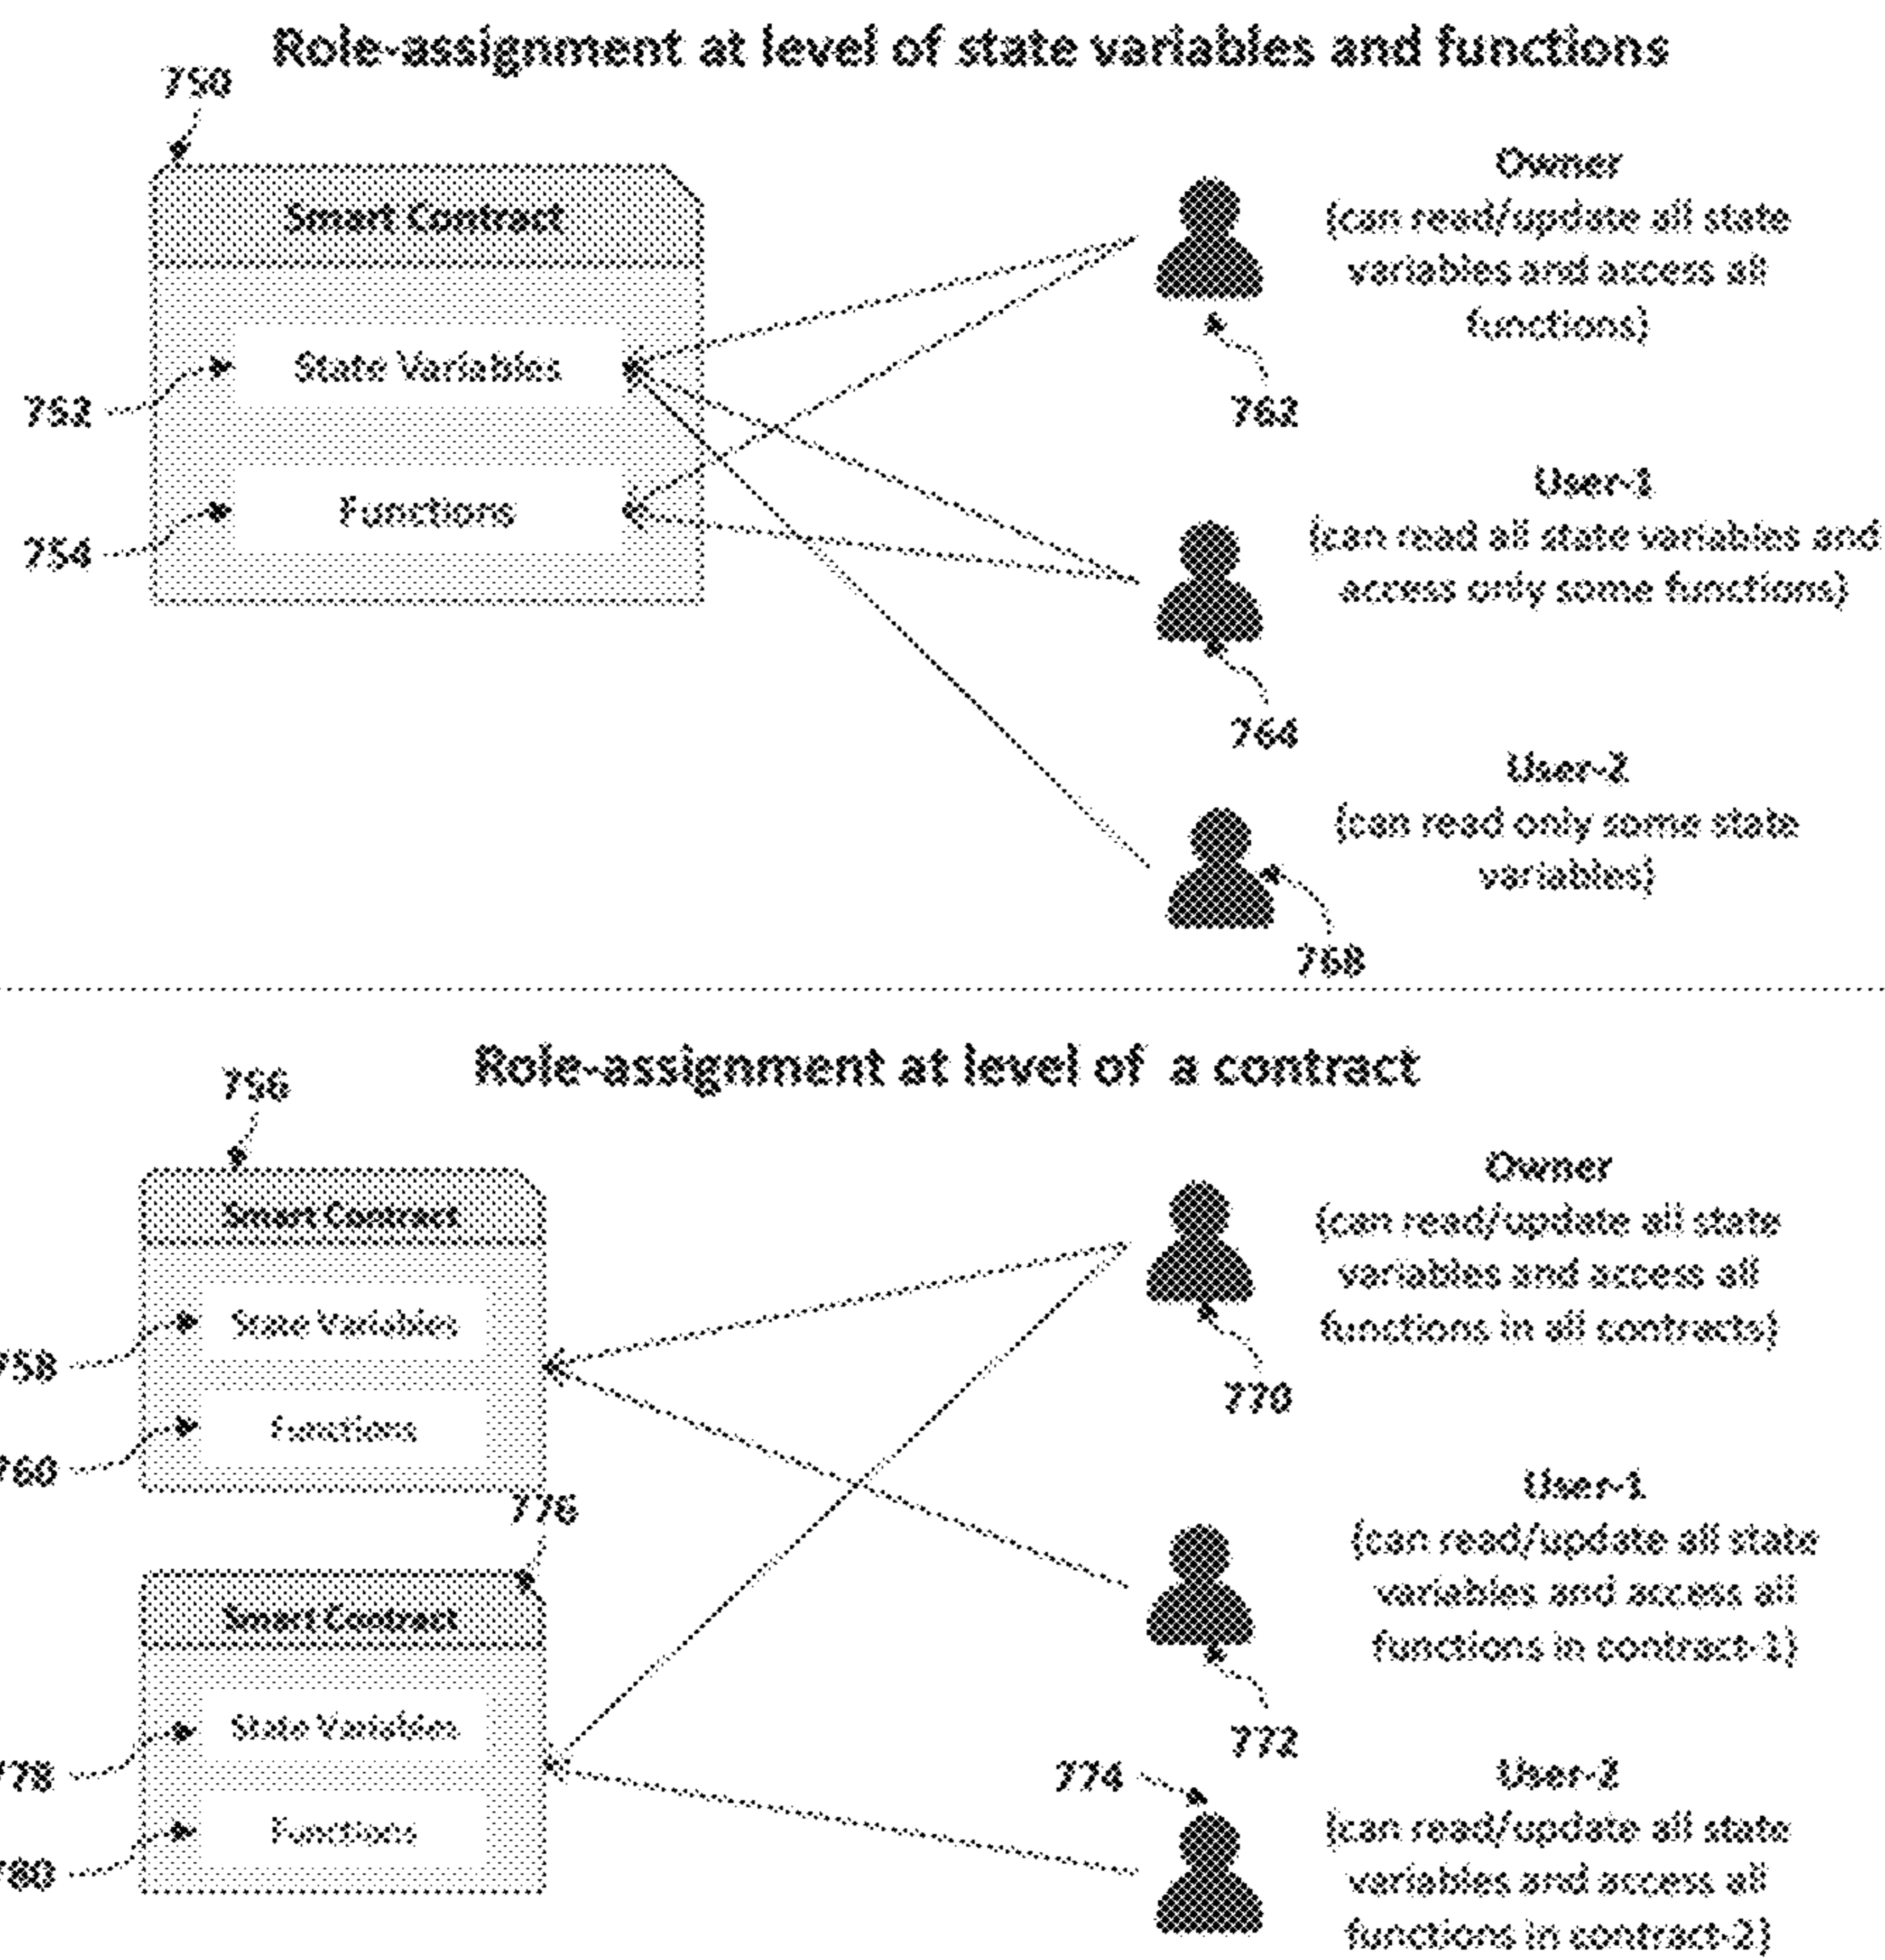 Role-assignment at level of state variables and functions
750
Smart Contract
State Variables
752
Functions
754
Owner
(can read/update all state
variables and access all
functions)
762
User-1
(can read all state variables and
access only some functions)
764
User-2
(can read only some state
variables)
768
Role-assignment at level of a contract
756
Smart Contract
State Variables
758
Functions
760
776
Smart Contract
State Variables
778
Functions
780
Owner
(can read/update all state
variables and access all
functions in all contracts)
770
User-1
(can read/update all state
variables and access all
functions in contract-1)
772
774
User-2
(can read/update all state
variables and access all
functions in contract-2)